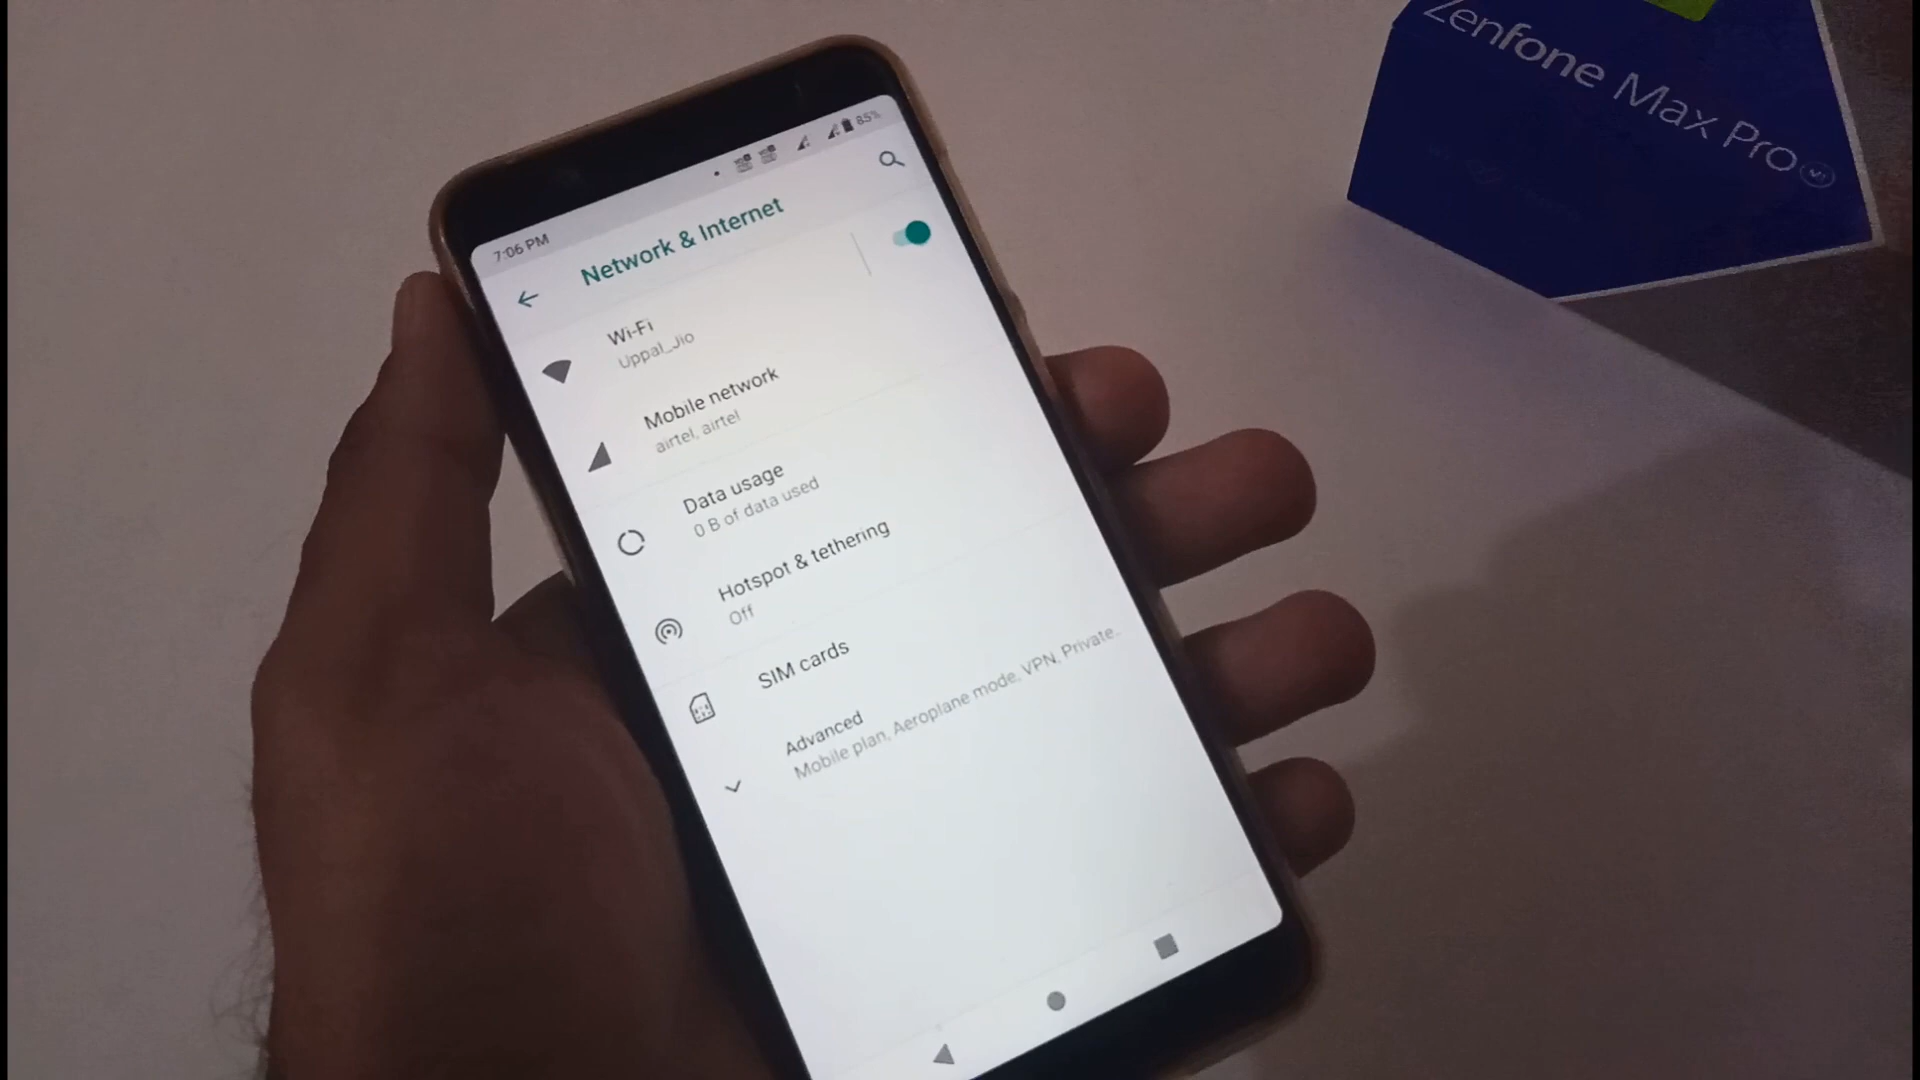 Zenfone Max Pro
M1
7:06 PM
85%
Network & Internet
Wi-Fi
Uppal_Jio
Mobile network
airtel, airtel
Data usage
0 B of data used
Hotspot & tethering
Off
SIM cards
Advanced
Mobile plan, Aeroplane mode, VPN, Private..